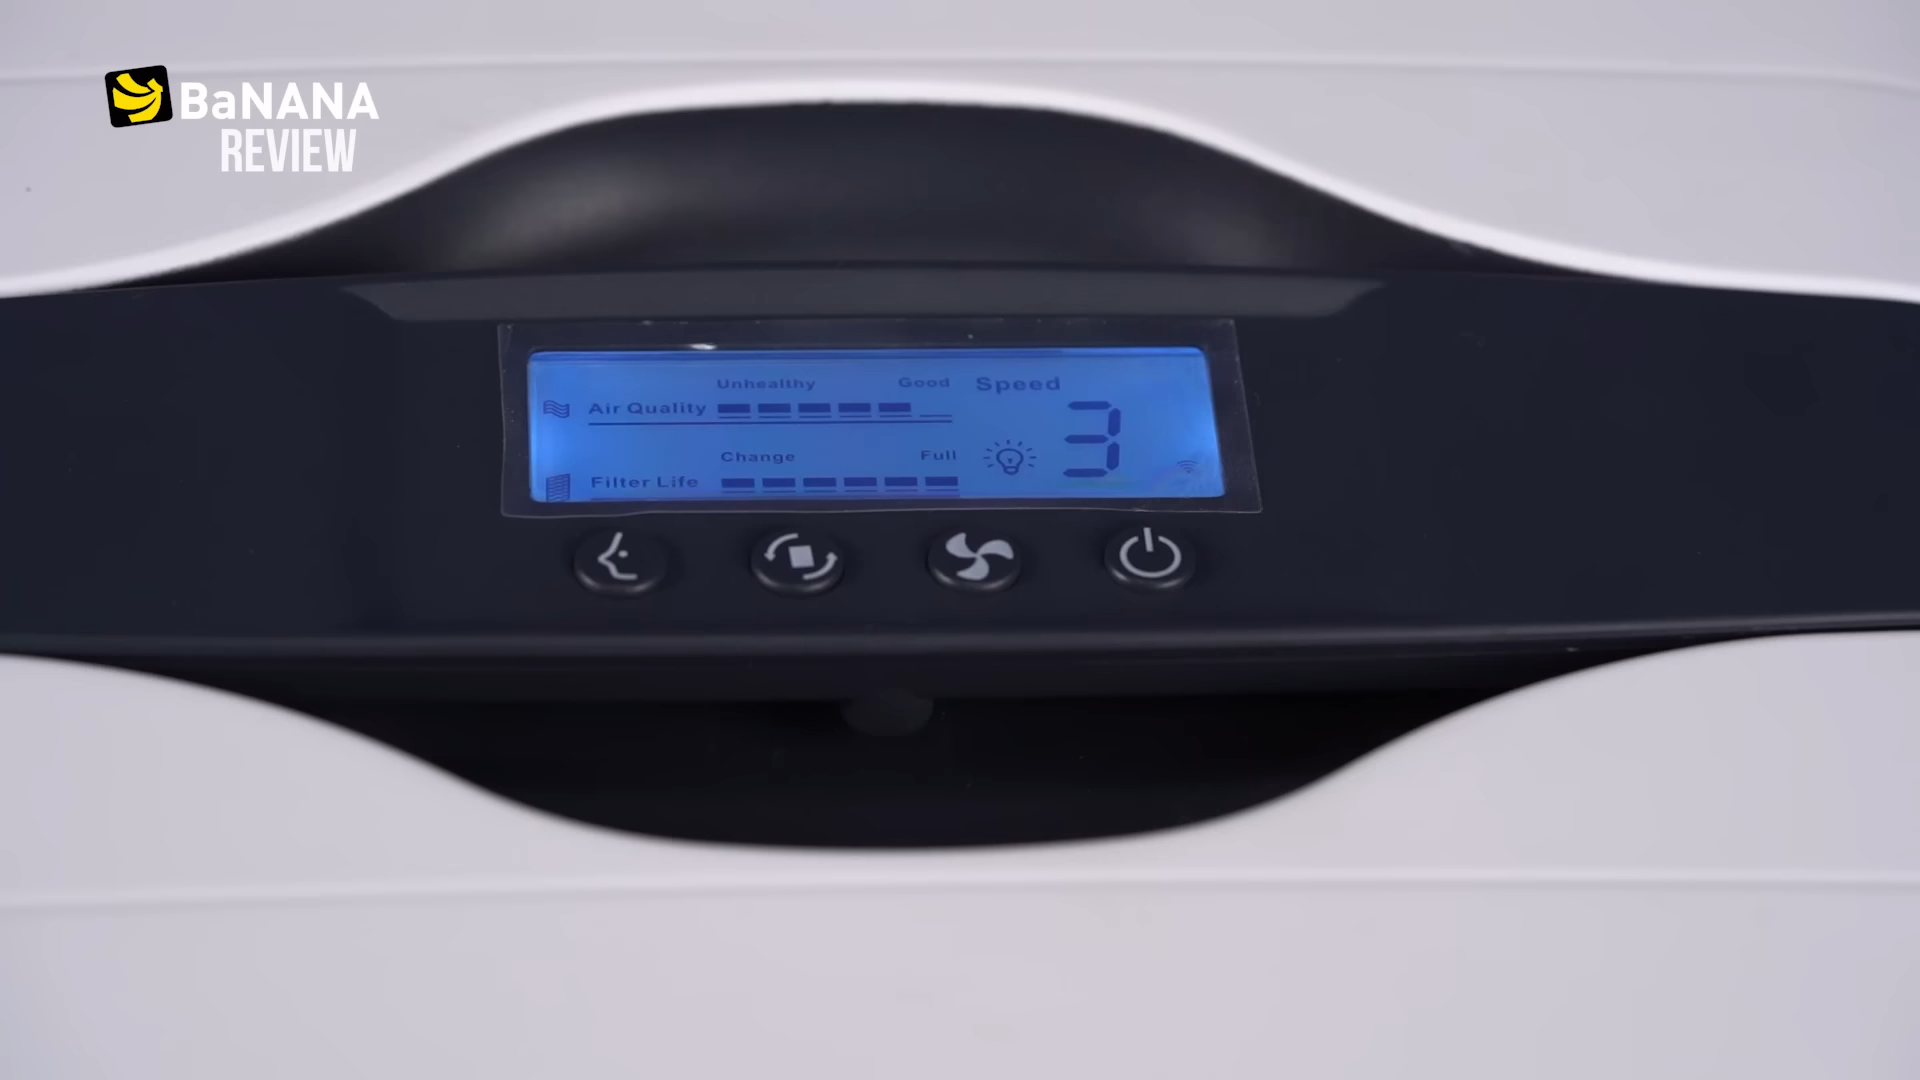 BaNANA
REVIEW
Unhealthy Good Speed
Air Quality
3
Change Full
Filter Life